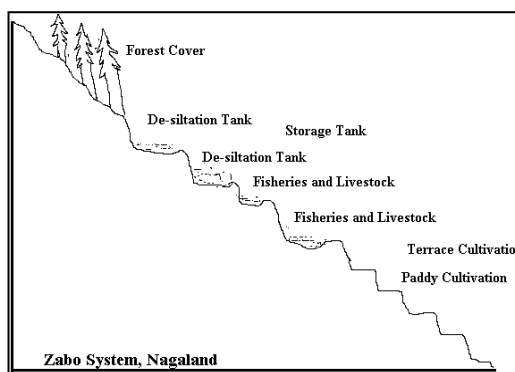 Forest Cover
De-siltation Tank
Storage Tank
De-siltation Tank
Fisheries and Livestock
Fisheries and Livestock
Terrace Cultivatio
Paddy Cultivation
Zabo System, Nagaland